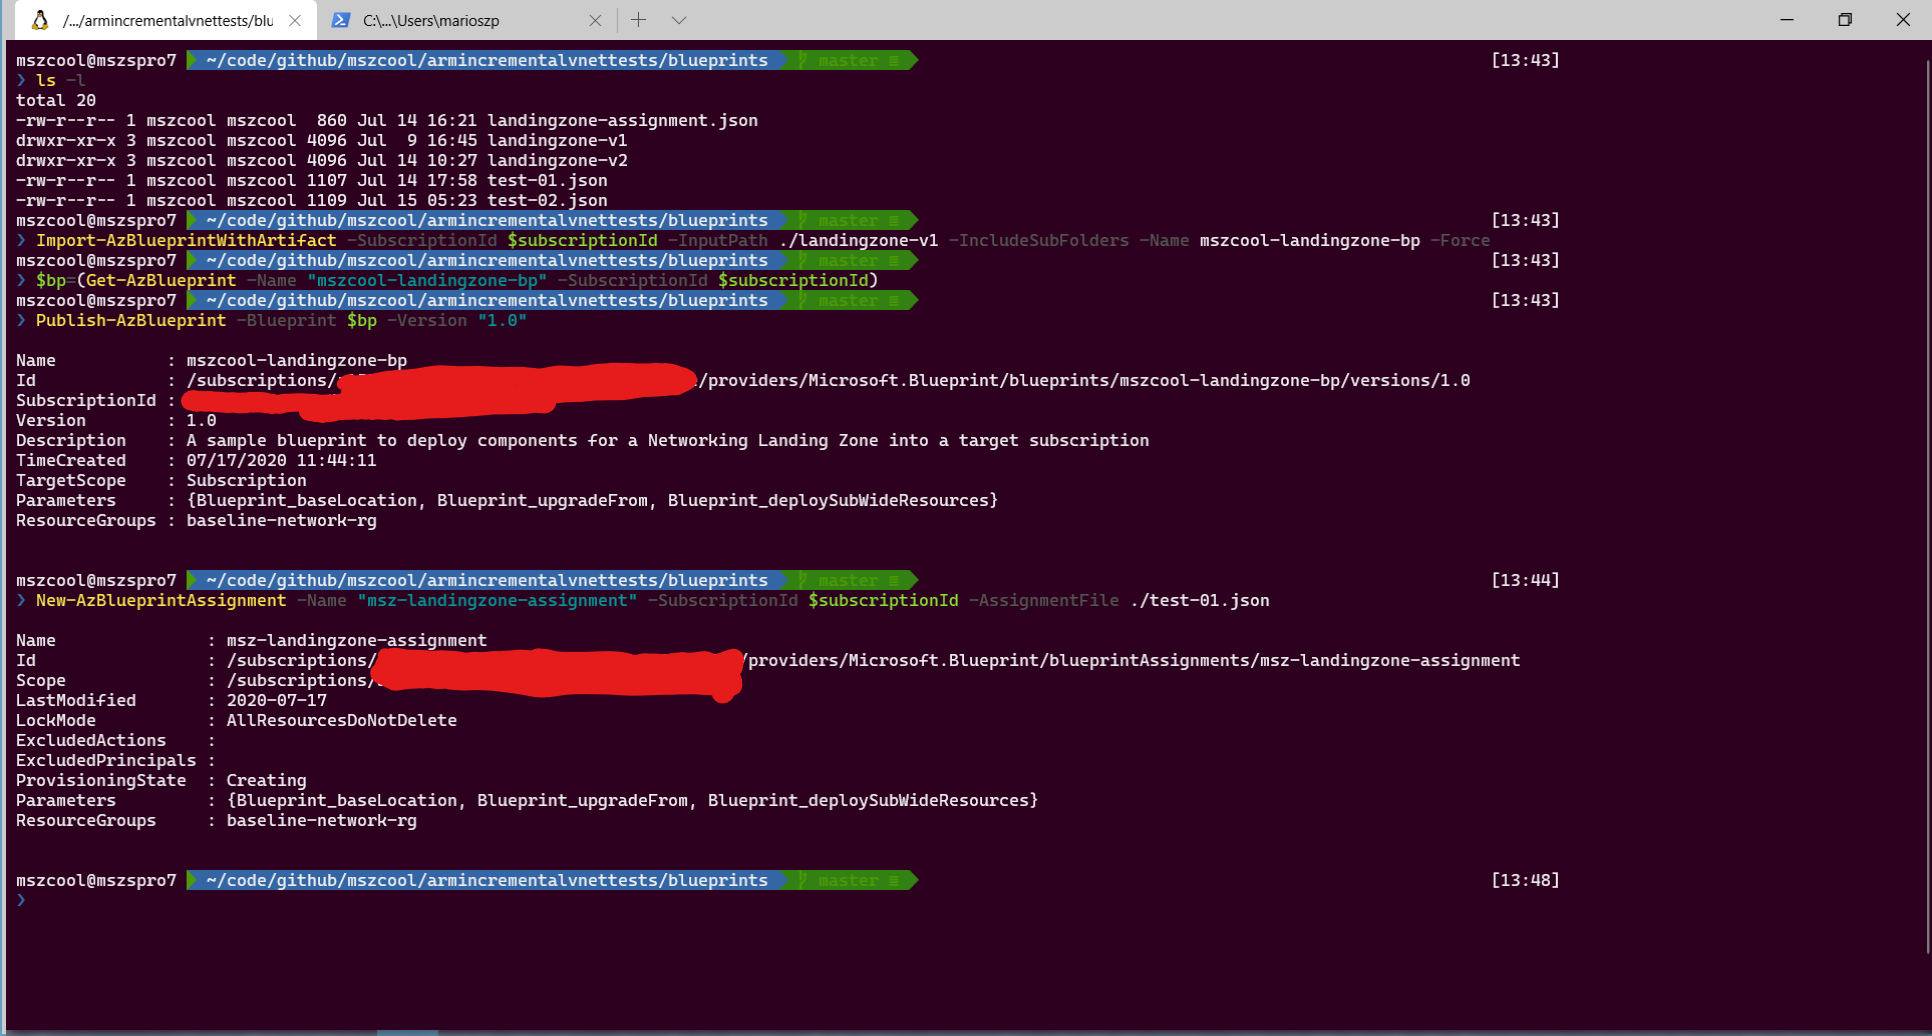 /.../armincrementalvnettests/blu
C:\...\Users\marioszp
mszcool@mszspro7 ~/code/github/mszcool/armincrementalvnettests/blueprints master ≡ [13:43]
❯ ls -l
total 20
-rw-r--r-- 1 mszcool mszcool  860 Jul 14 16:21 landingzone-assignment.json
drwxr-xr-x 3 mszcool mszcool 4096 Jul  9 16:45 landingzone-v1
drwxr-xr-x 3 mszcool mszcool 4096 Jul 14 10:27 landingzone-v2
-rw-r--r-- 1 mszcool mszcool 1107 Jul 14 17:58 test-01.json
-rw-r--r-- 1 mszcool mszcool 1109 Jul 15 05:23 test-02.json
mszcool@mszspro7 ~/code/github/mszcool/armincrementalvnettests/blueprints master ≡ [13:43]
❯ Import-AzBlueprintWithArtifact -SubscriptionId $subscriptionId -InputPath ./landingzone-v1 -IncludeSubFolders -Name mszcool-landingzone-bp -Force
mszcool@mszspro7 ~/code/github/mszcool/armincrementalvnettests/blueprints master ≡ [13:43]
❯ $bp=(Get-AzBlueprint -Name "mszcool-landingzone-bp" -SubscriptionId $subscriptionId)
mszcool@mszspro7 ~/code/github/mszcool/armincrementalvnettests/blueprints master ≡ [13:43]
❯ Publish-AzBlueprint -Blueprint $bp -Version "1.0"
Name           : mszcool-landingzone-bp
Id             : /subscriptions/ /providers/Microsoft.Blueprint/blueprints/mszcool-landingzone-bp/versions/1.0
SubscriptionId :
Version        : 1.0
Description    : A sample blueprint to deploy components for a Networking Landing Zone into a target subscription
TimeCreated    : 07/17/2020 11:44:11
TargetScope    : Subscription
Parameters     : {Blueprint_baseLocation, Blueprint_upgradeFrom, Blueprint_deploySubWideResources}
ResourceGroups : baseline-network-rg
mszcool@mszspro7 ~/code/github/mszcool/armincrementalvnettests/blueprints master ≡ [13:44]
❯ New-AzBlueprintAssignment -Name "msz-landingzone-assignment" -SubscriptionId $subscriptionId -AssignmentFile ./test-01.json
Name               : msz-landingzone-assignment
Id                 : /subscriptions/ /providers/Microsoft.Blueprint/blueprintAssignments/msz-landingzone-assignment
Scope              : /subscriptions/
LastModified       : 2020-07-17
LockMode           : AllResourcesDoNotDelete
ExcludedActions    :
ExcludedPrincipals :
ProvisioningState  : Creating
Parameters         : {Blueprint_baseLocation, Blueprint_upgradeFrom, Blueprint_deploySubWideResources}
ResourceGroups     : baseline-network-rg
mszcool@mszspro7 ~/code/github/mszcool/armincrementalvnettests/blueprints master ≡ [13:48]
❯